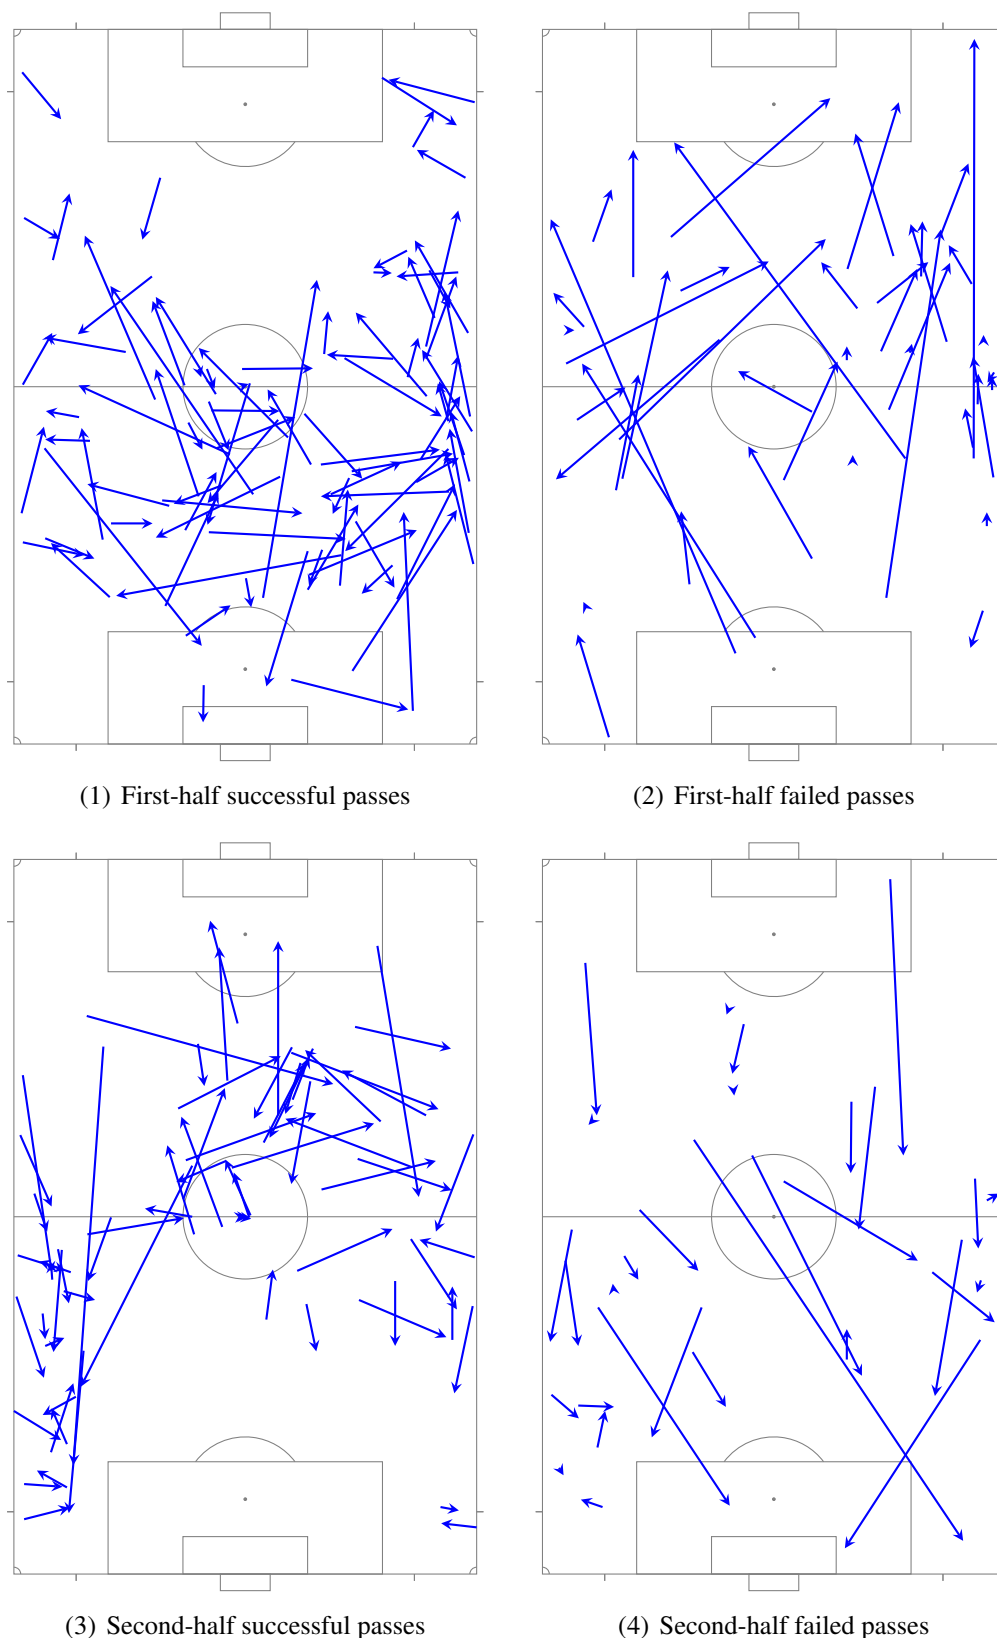 (1) First-half successful passes
(2) First-half failed passes
(3) Second-half successful passes
(4) Second-half failed passes